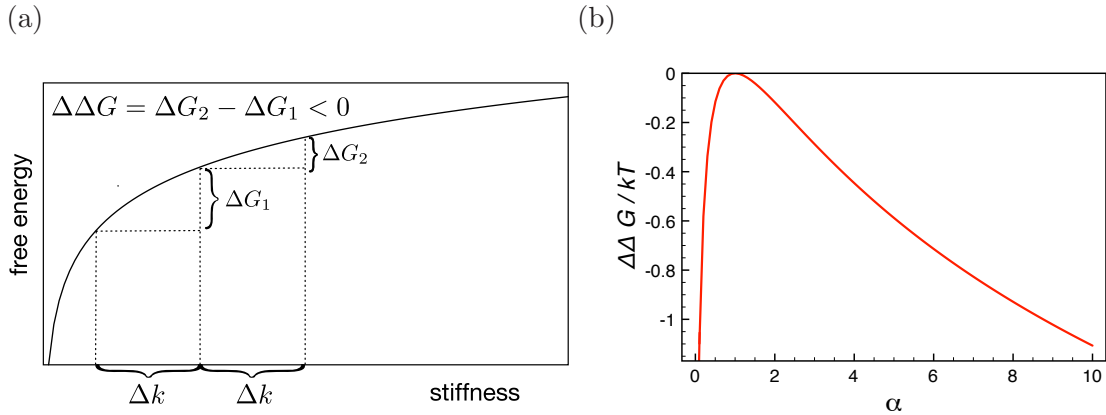 (a)
ΔΔG = ΔG₂ − ΔG₁ < 0
free energy
ΔG₁
ΔG₂
Δk
Δk
stiffness
(b)
ΔΔ G / kT
0
-0.2
-0.4
-0.6
-0.8
-1
0
2
4
6
8
10
α